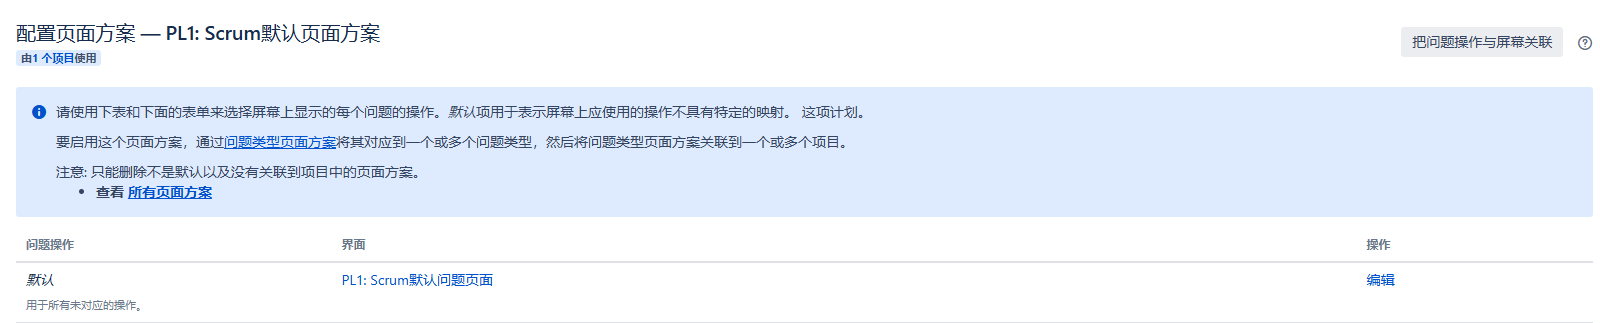 配置页面方案 — PL1: Scrum默认页面方案
由1 个项目使用
把问题操作与屏幕关联
请使用下表和下面的表单来选择屏幕上显示的每个问题的操作。默认项用于表示屏幕上应使用的操作不具有特定的映射。 这项计划。
要启用这个页面方案，通过问题类型页面方案将其对应到一个或多个问题类型，然后将问题类型页面方案关联到一个或多个项目。
注意: 只能删除不是默认以及没有关联到项目中的页面方案。
• 查看 所有页面方案
问题操作 界面 操作
默认 PL1: Scrum默认问题页面 编辑
用于所有未对应的操作。